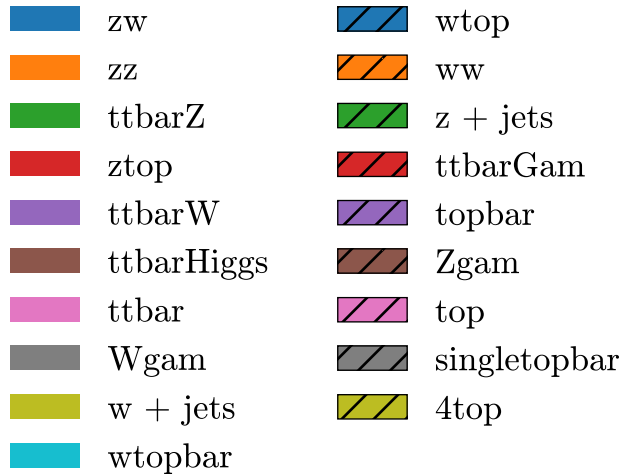 zw
zz
ttbarZ
ztop
ttbarW
ttbarHiggs
ttbar
Wgam
w + jets
wtopbar
wtop
ww
z + jets
ttbarGam
topbar
Zgam
top
singletopbar
4top